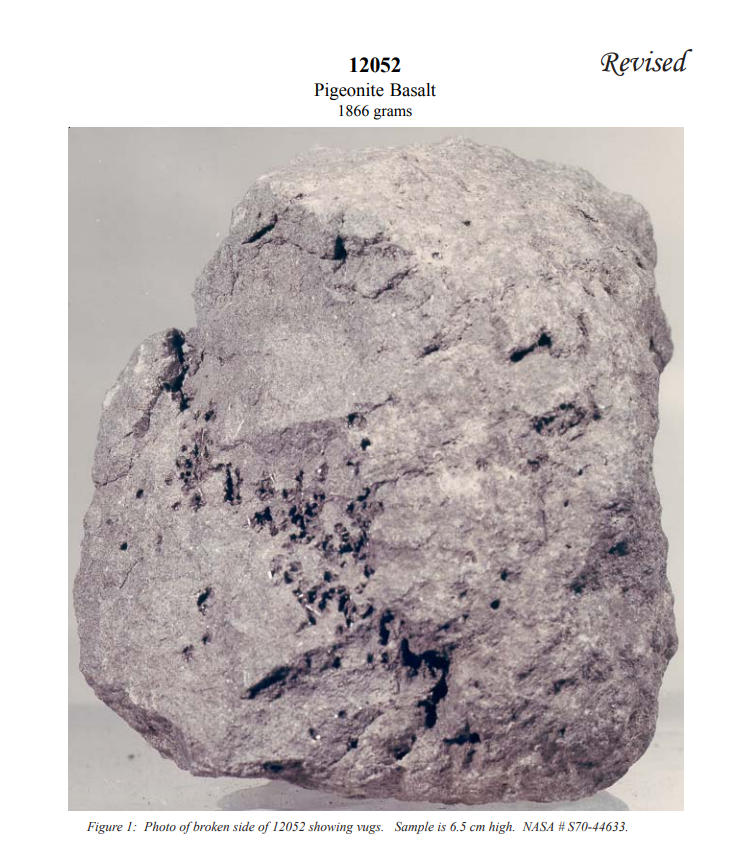 12052
Revised
Pigeonite Basalt
1866 grams
Figure 1: Photo of broken side of 12052 showing vugs. Sample is 6.5 cm high. NASA # S70-44633.